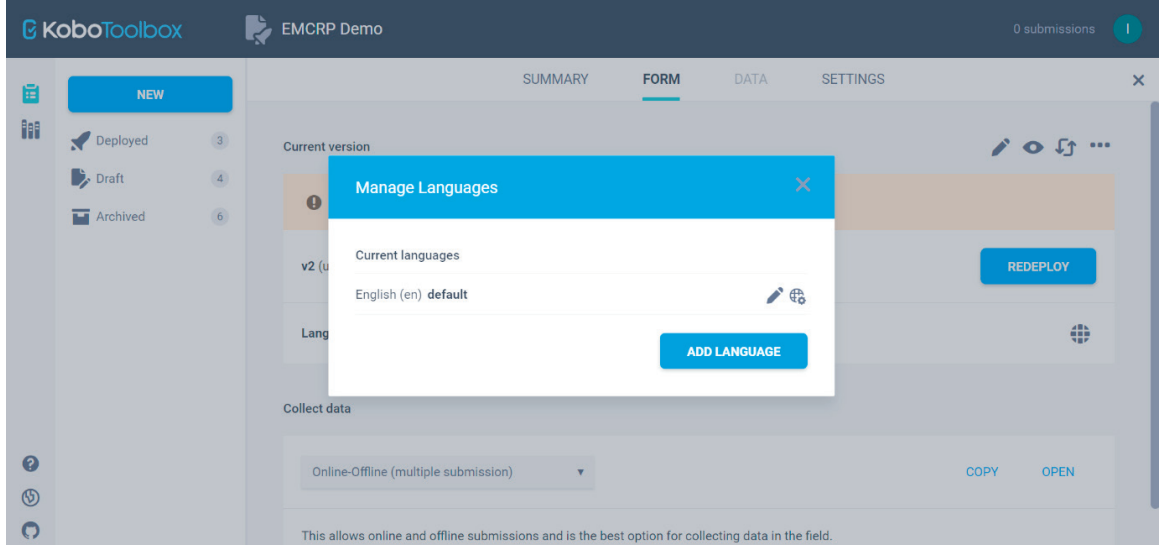 KoboToolbox
EMCRP Demo
0 submissions
I
SUMMARY
FORM
DATA
SETTINGS
NEW
Deployed 3
Draft 4
Archived 6
Current version
Manage Languages
Current languages
English (en) default
ADD LANGUAGE
v2 (u
REDEPLOY
Lang
Collect data
Online-Offline (multiple submission)
COPY
OPEN
This allows online and offline submissions and is the best option for collecting data in the field.